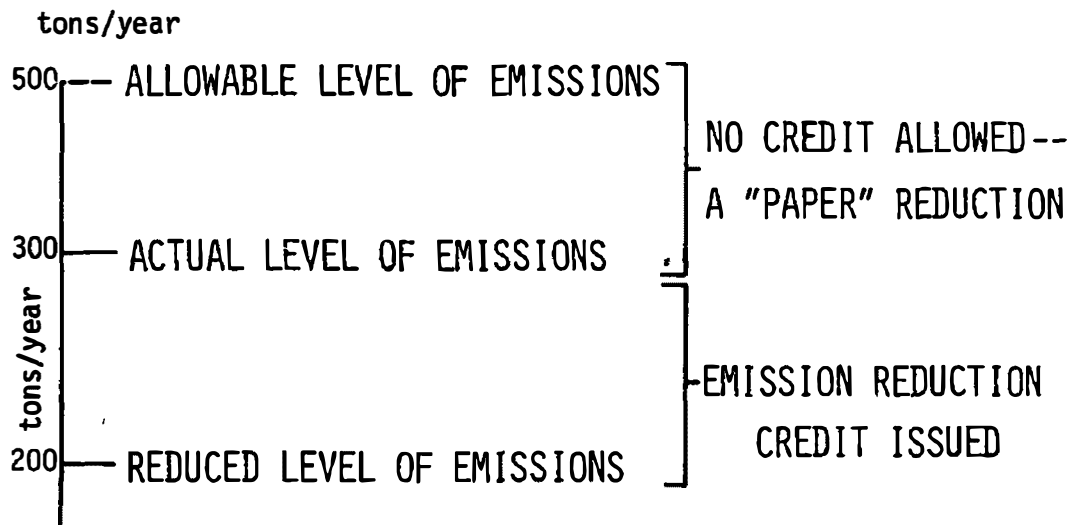 tons/year
500 -- ALLOWABLE LEVEL OF EMISSIONS
NO CREDIT ALLOWED--
A "PAPER" REDUCTION
300 ACTUAL LEVEL OF EMISSIONS
tons/year
EMISSION REDUCTION
CREDIT ISSUED
200 REDUCED LEVEL OF EMISSIONS